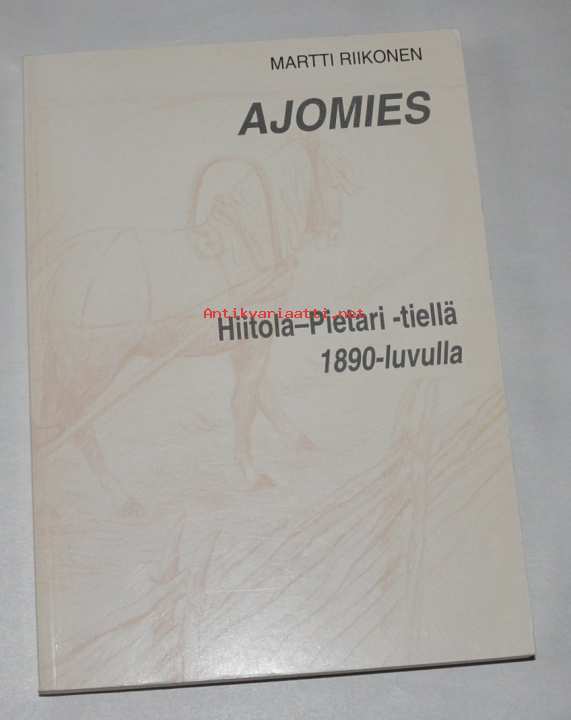 MARTTI RIIKONEN
AJOMIES
Antikvariaatti.net
Hiitola–Pietari -tiellä
1890-luvulla